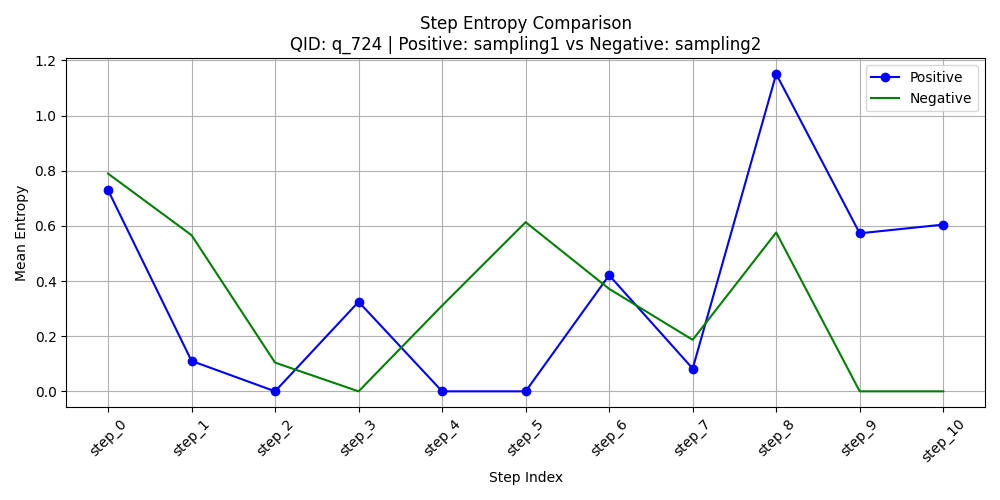 Step Entropy Comparison
QID: q_724 | Positive: sampling1 vs Negative: sampling2
Positive
Negative
Mean Entropy
1.2
1.0
0.8
0.6
0.4
0.2
0.0
step_0
step_1
step_2
step_3
step_4
step_5
step_6
step_7
step_8
step_9
step_10
Step Index